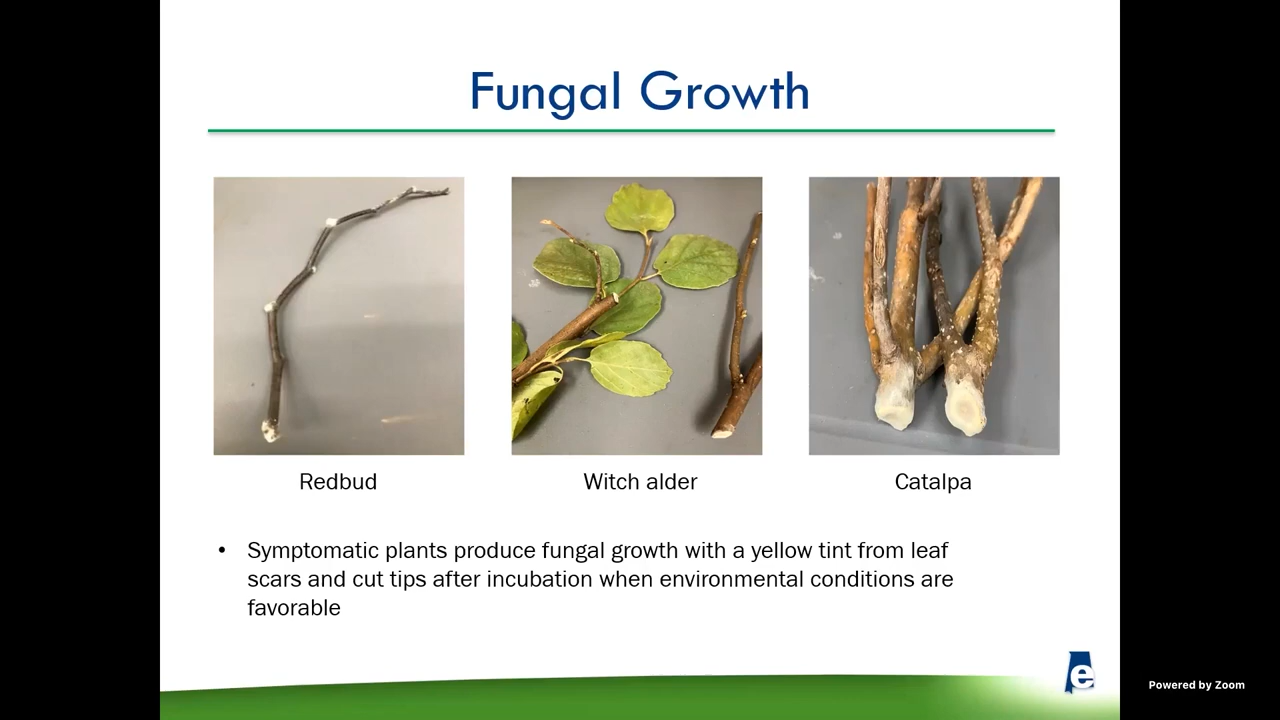 Fungal Growth
Redbud
Witch alder
Catalpa
• Symptomatic plants produce fungal growth with a yellow tint from leaf
scars and cut tips after incubation when environmental conditions are
favorable
e
Powered by Zoom